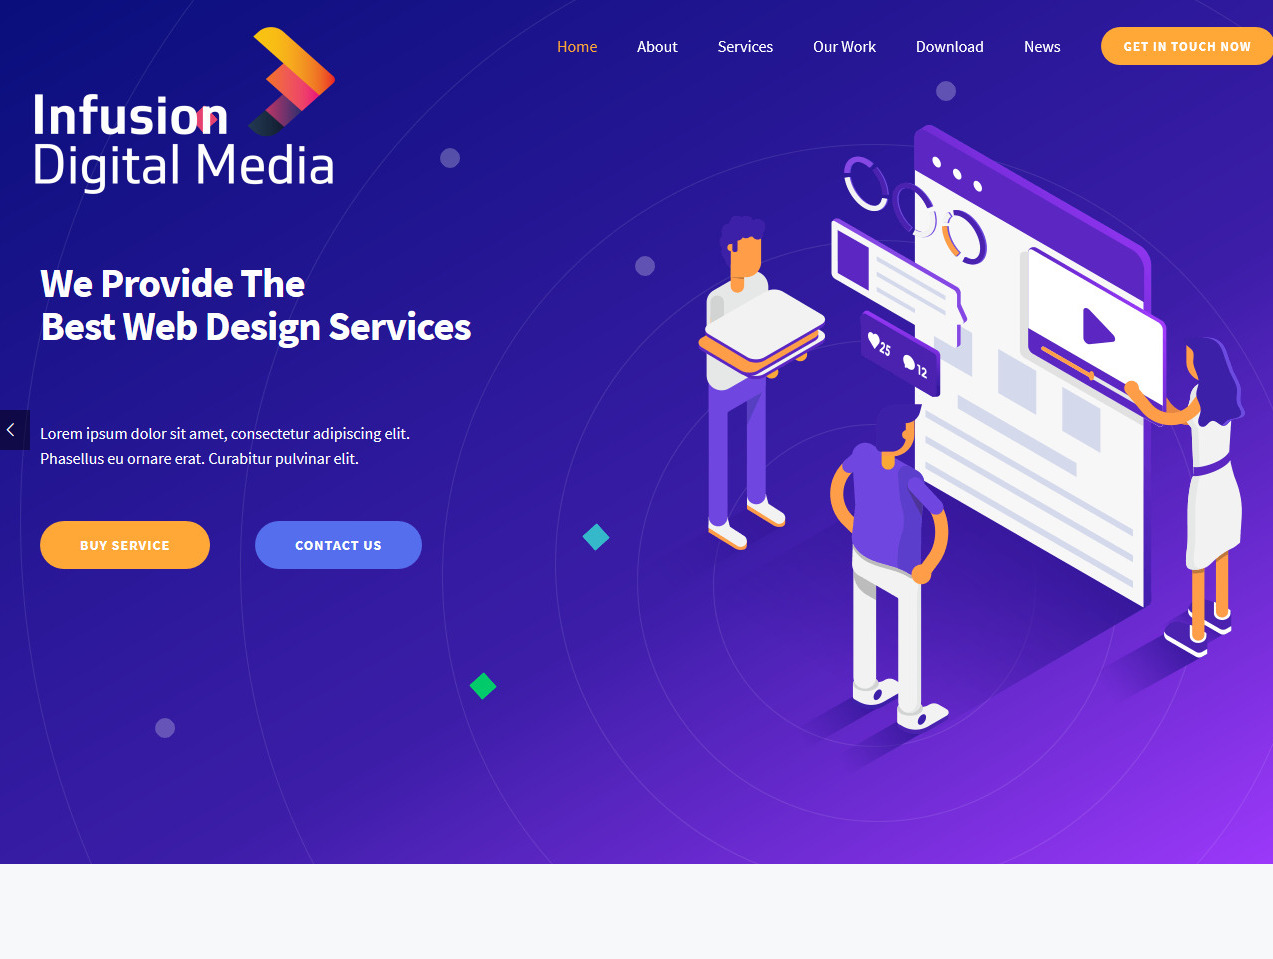 Infusion
Digital Media
Home About Services Our Work Download News GET IN TOUCH NOW
We Provide The
Best Web Design Services
Lorem ipsum dolor sit amet, consectetur adipiscing elit.
Phasellus eu ornare erat. Curabitur pulvinar elit.
BUY SERVICE CONTACT US
25 12